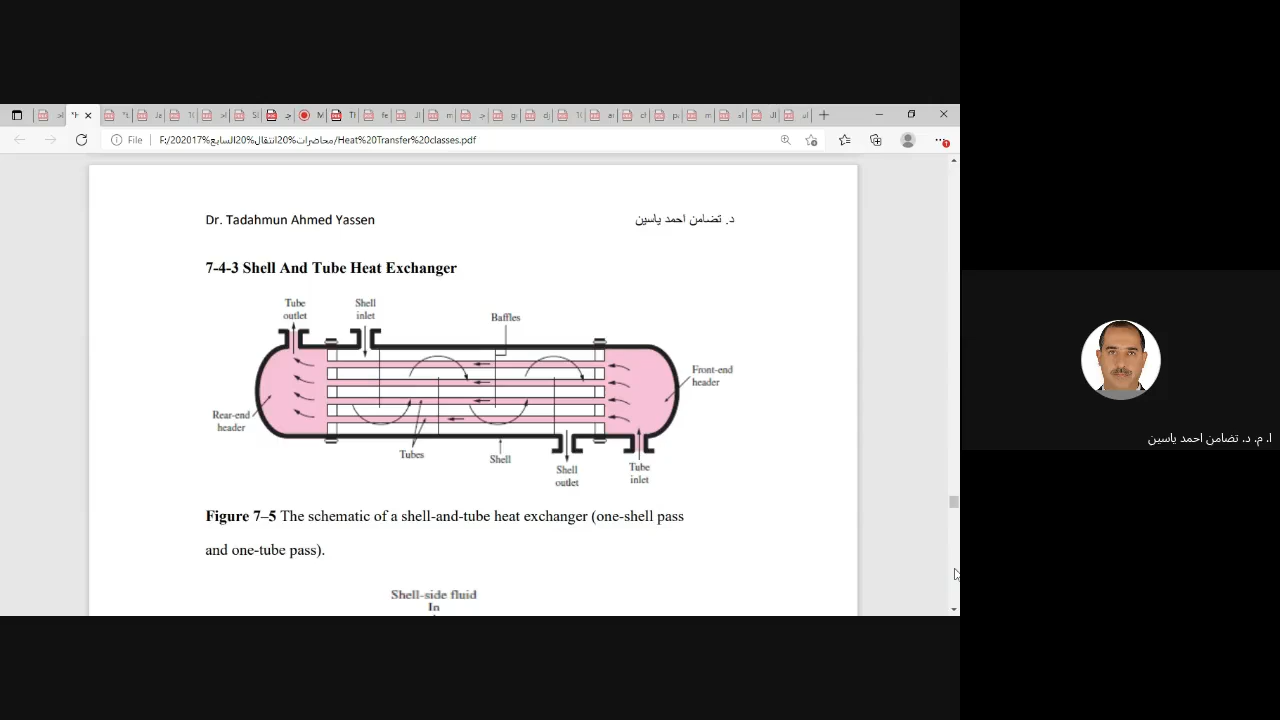 File
F:/202017%20السابع%20انتقال%20محاضرات/Heat%20Transfer%20classes.pdf
Dr. Tadahmun Ahmed Yassen
د. تضامن احمد ياسين
7-4-3 Shell And Tube Heat Exchanger
Tube
outlet
Shell
inlet
Baffles
Front-end
header
Rear-end
header
Tubes
Shell
Shell
outlet
Tube
inlet
Figure 7–5 The schematic of a shell-and-tube heat exchanger (one-shell pass
and one-tube pass).
Shell-side fluid
In
ا. م. د. تضامن احمد ياسين